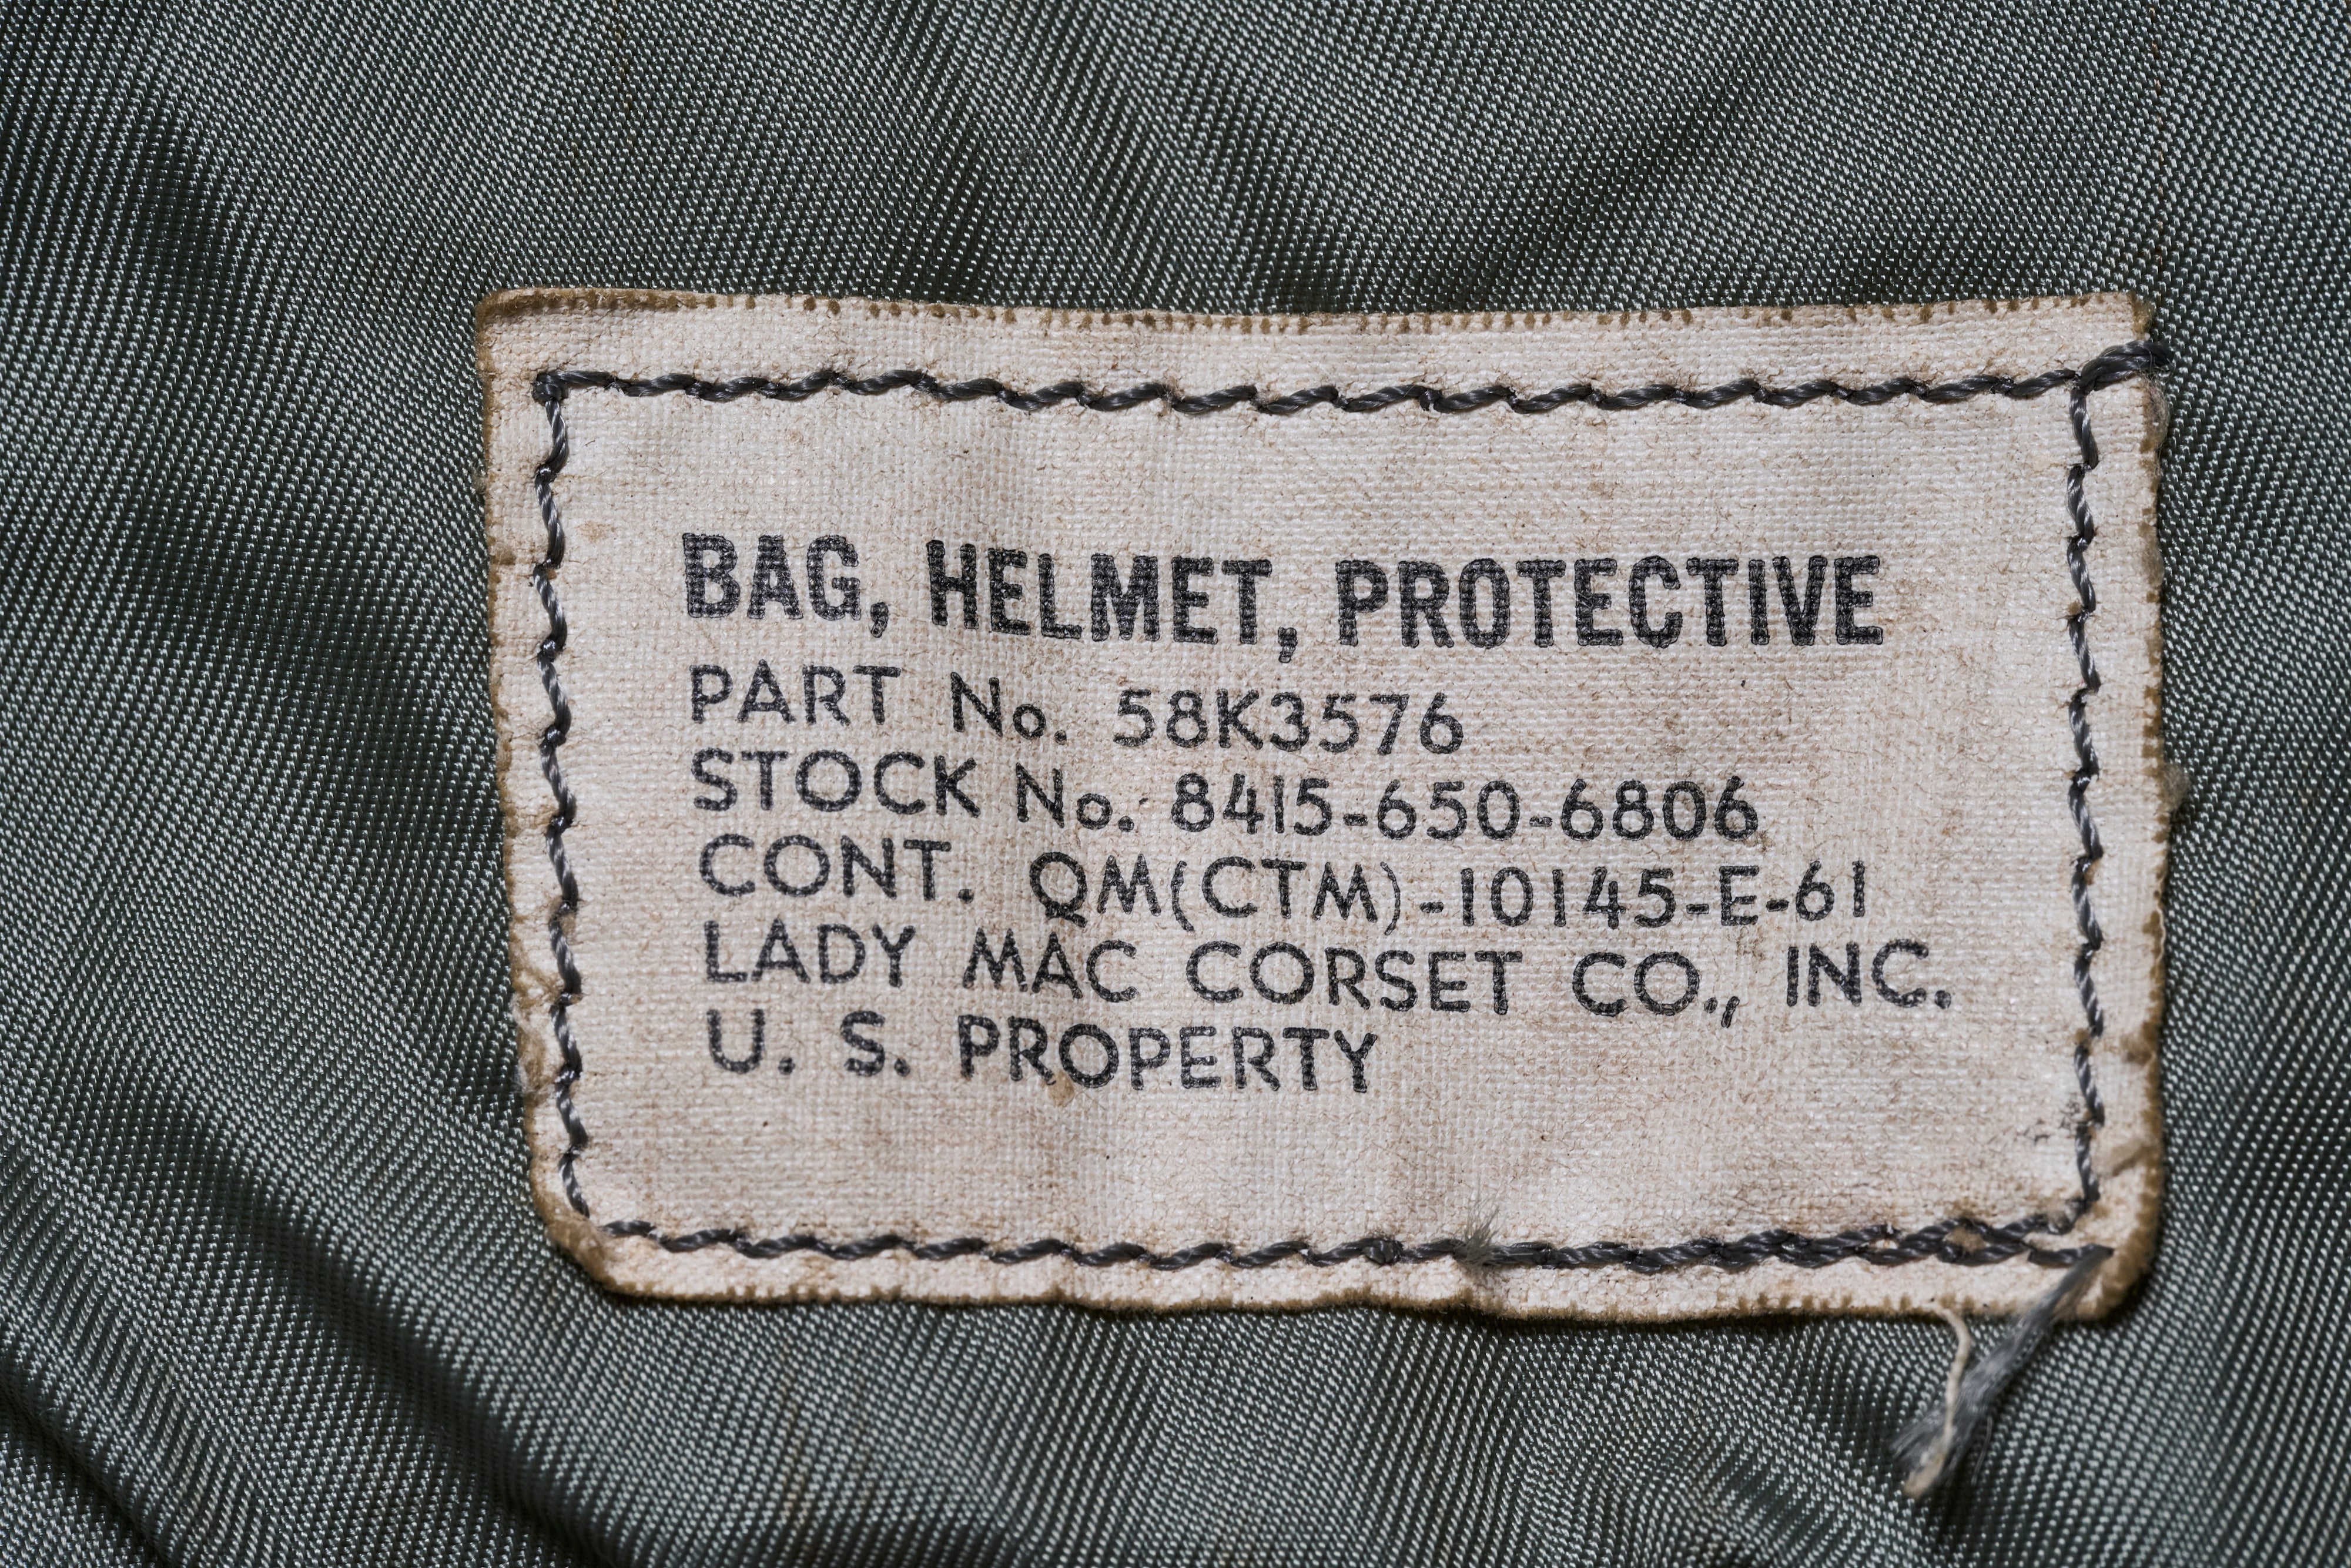 BAG, HELMET, PROTECTIVE
PART No. 58K3576
STOCK No. 8415-650-6806
CONT. QM(CTM)-10145-E-61
LADY MAC CORSET CO., INC.
U. S. PROPERTY